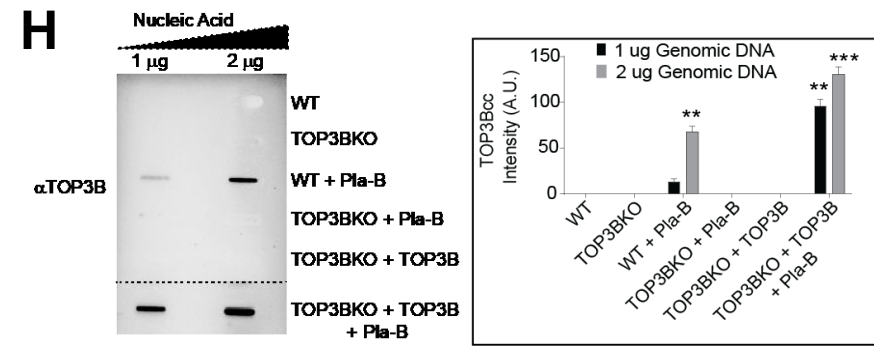 H
Nucleic Acid
1 µg 2 µg
WT
TOP3BKO
αTOP3B
WT + Pla-B
TOP3BKO + Pla-B
TOP3BKO + TOP3B
TOP3BKO + TOP3B
+ Pla-B
TOP3Bcc
Intensity (A.U.)
150
100
50
0
1 ug Genomic DNA
2 ug Genomic DNA
**
**
***
WT
TOP3BKO
WT + Pla-B
TOP3BKO + Pla-B
TOP3BKO + TOP3B
TOP3BKO + TOP3B
+ Pla-B